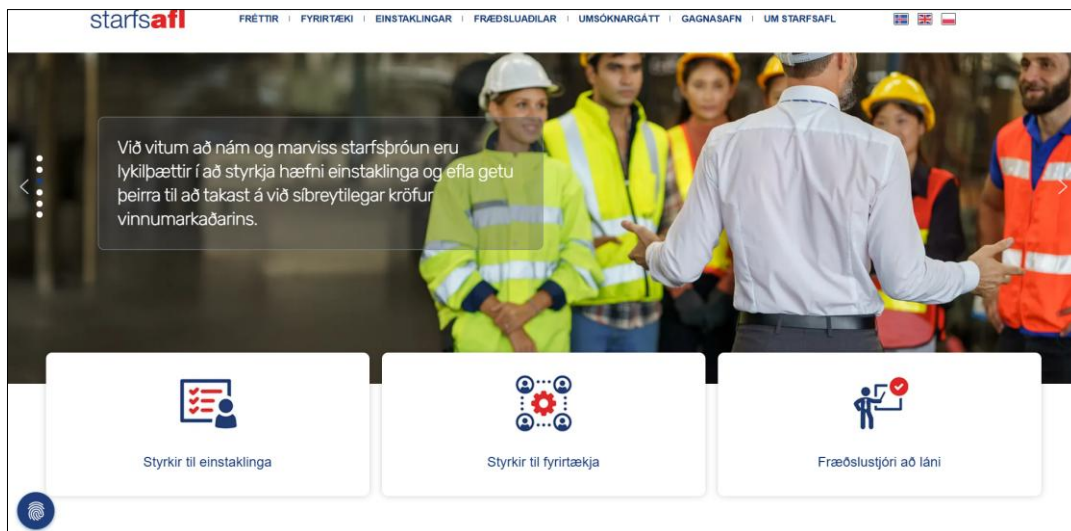 starfsafl
FRÉTTIR | FYRIRTÆKI | EINSTAKLINGAR | FRÆÐSLUAÐILAR | UMSÓKNARGÁTT | GAGNASAFN | UM STARFSAFL
Við vitum að nám og marviss starfsþróun eru
lykilþættir í að styrkja hæfni einstaklinga og efla getu
þeirra til að takast á við síbreytilegar kröfur
vinnumarkaðarins.
Styrkir til einstaklinga
Styrkir til fyrirtækja
Fræðslustjóri að láni